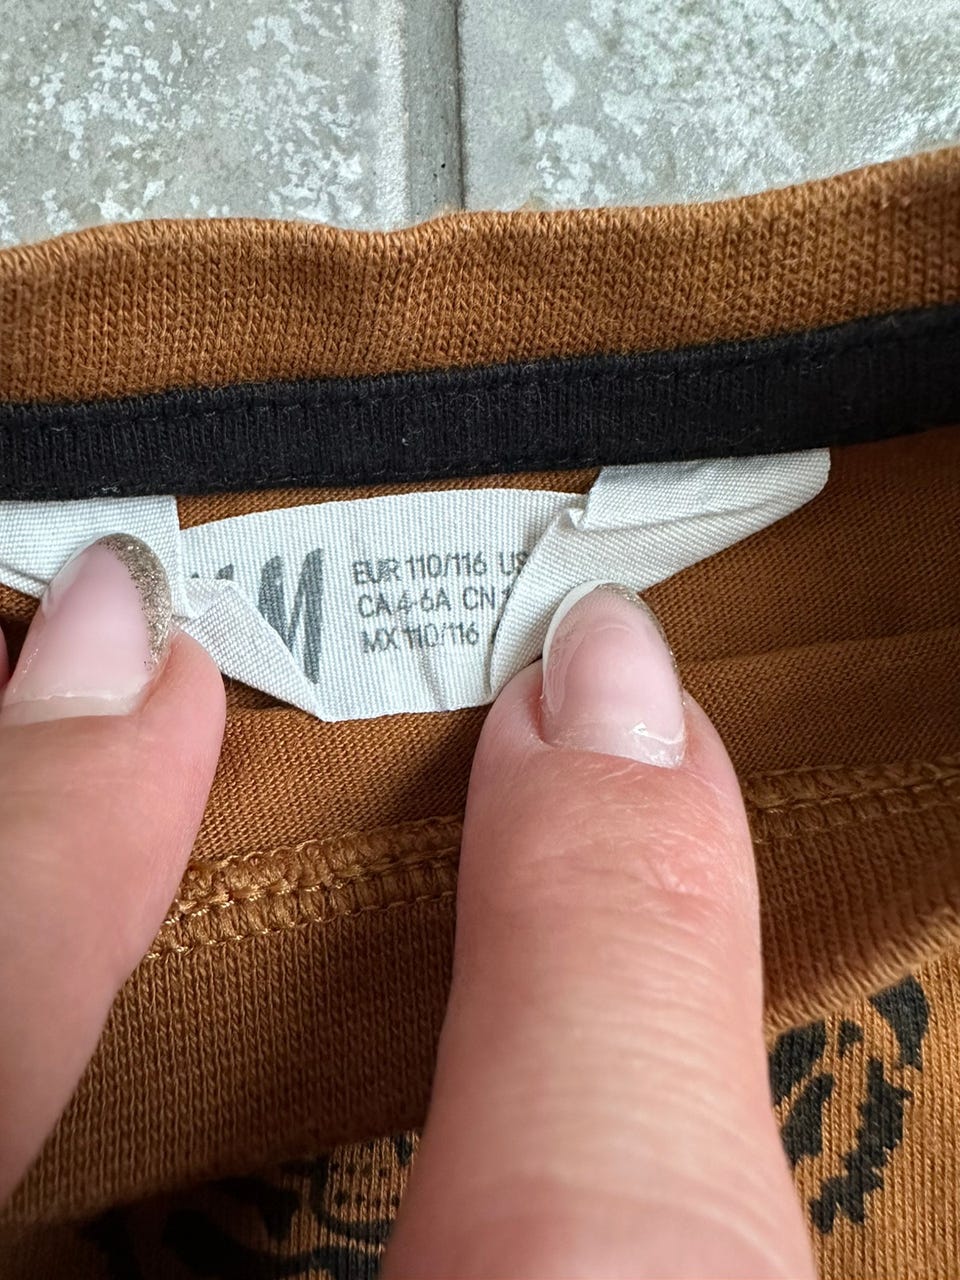 M
EUR 110/116 US
CA 4-6A CN
MX 110/116